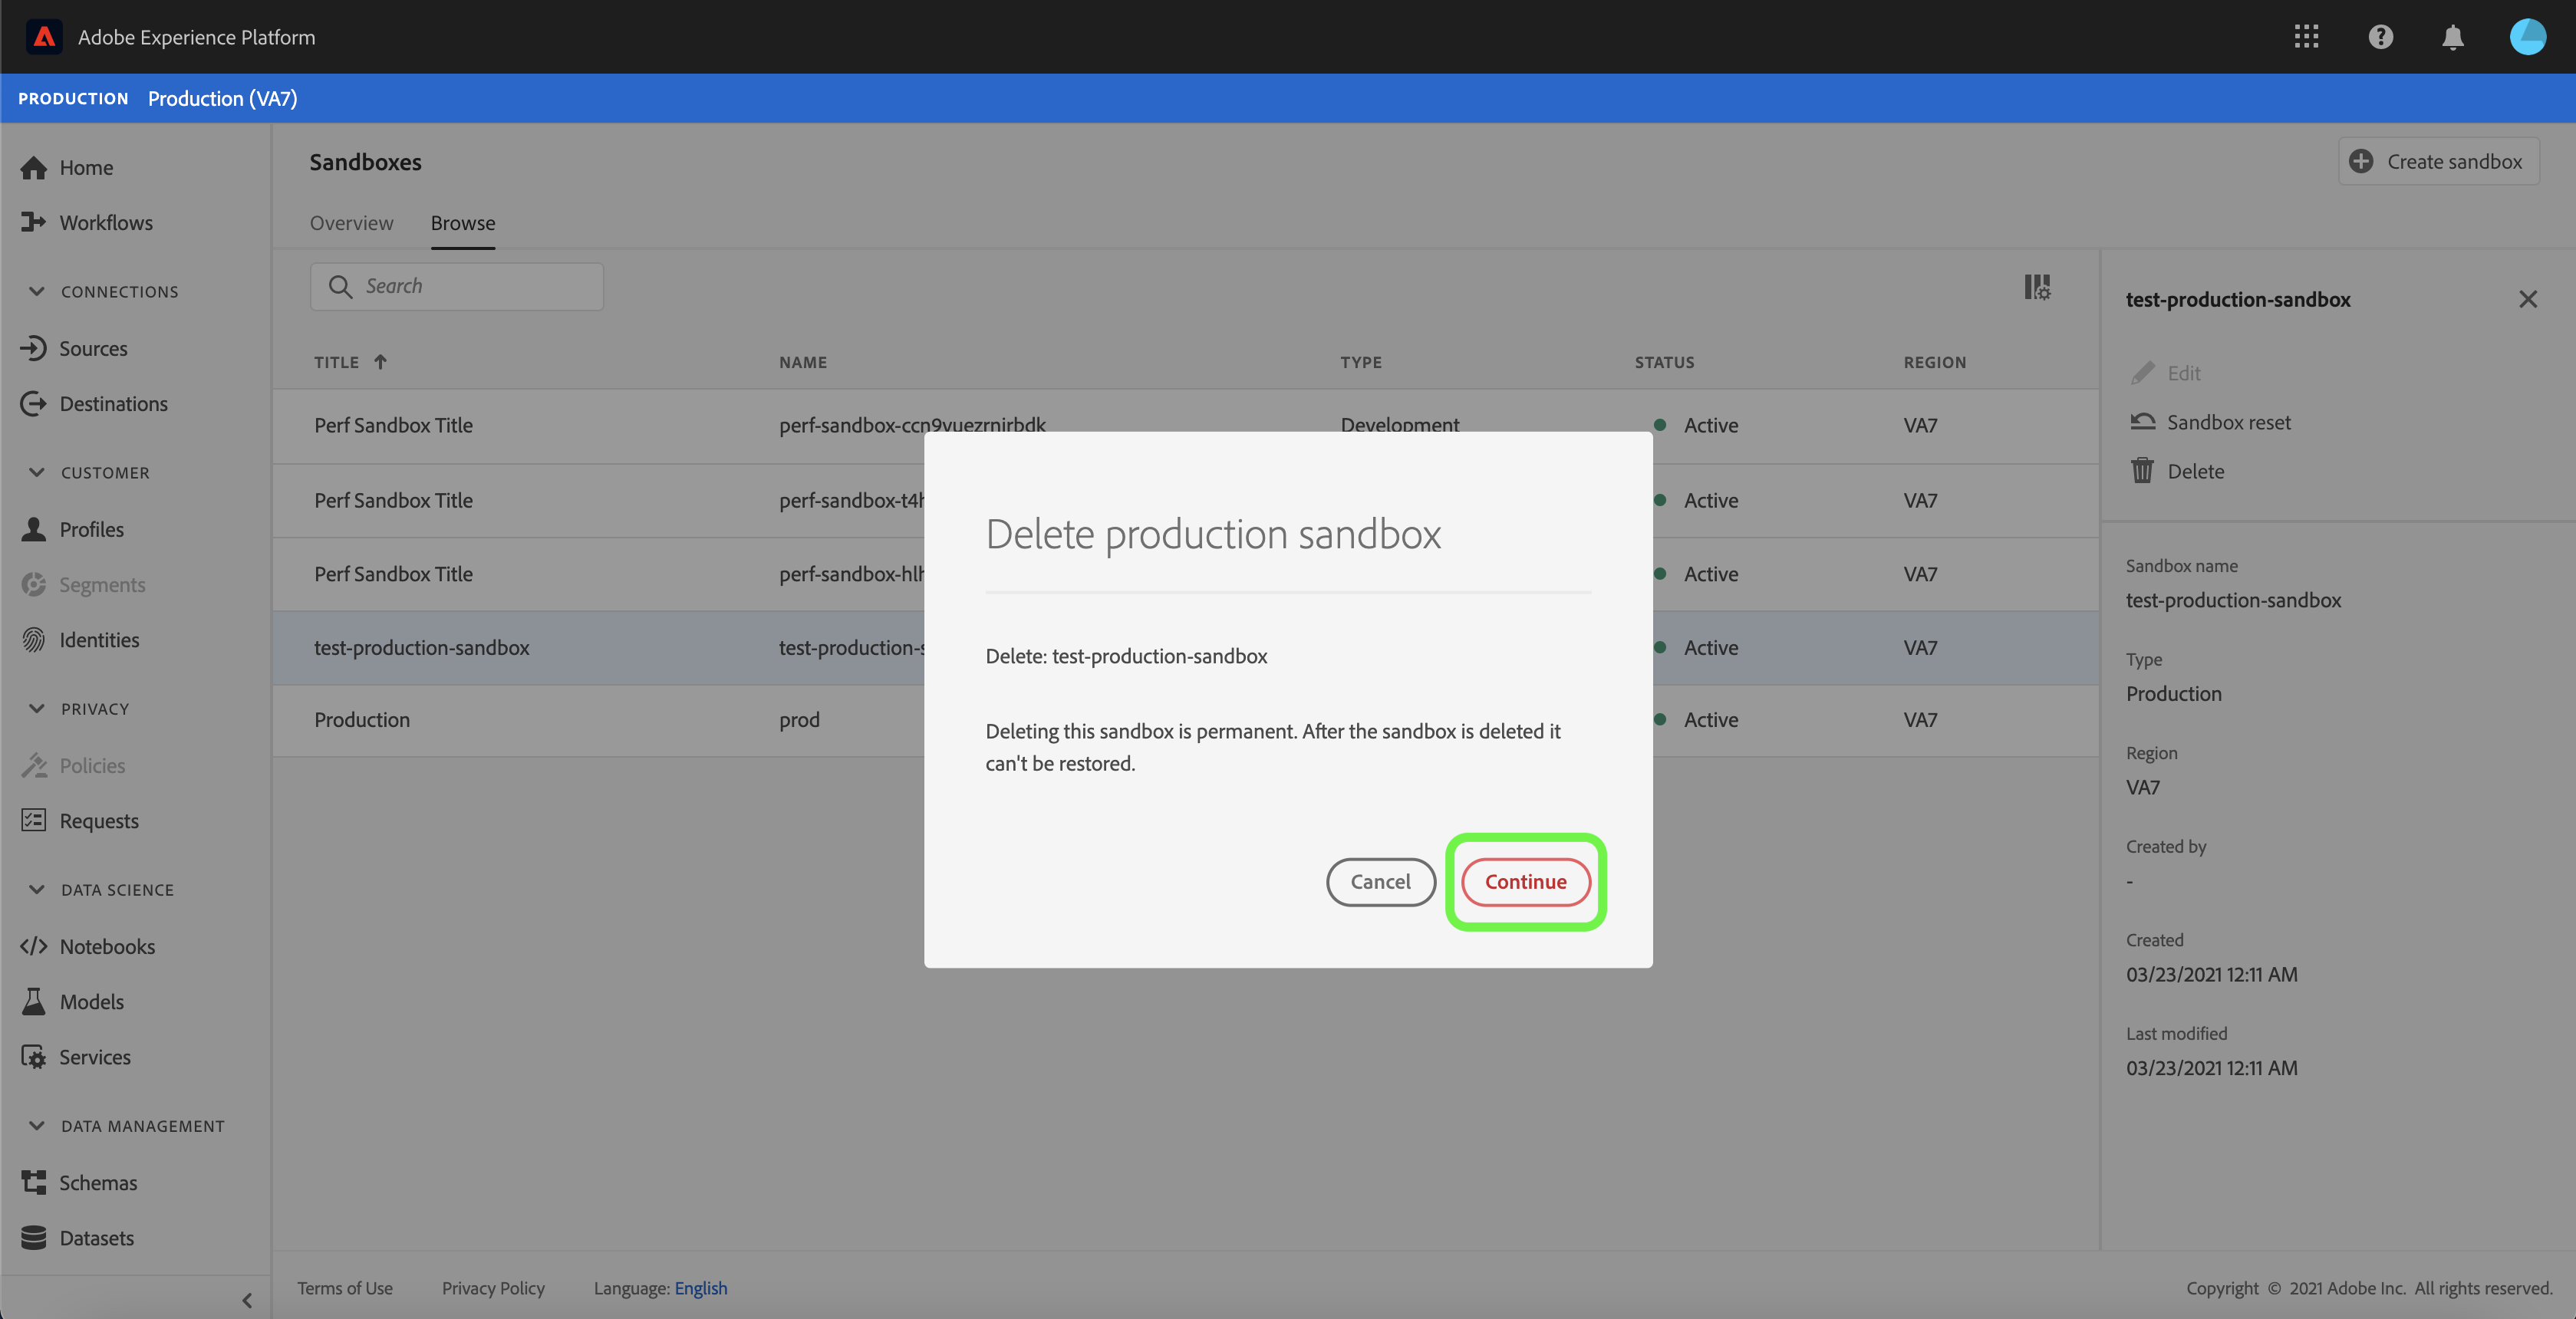 Adobe Experience Platform
PRODUCTION Production (VA7)
Home
Workflows
CONNECTIONS
Sources
Destinations
CUSTOMER
Profiles
Segments
Identities
PRIVACY
Policies
Requests
DATA SCIENCE
Notebooks
Models
Services
DATA MANAGEMENT
Schemas
Datasets
Sandboxes
Create sandbox
Overview Browse
Search
TITLE NAME TYPE STATUS REGION
Perf Sandbox Title perf-sandbox-ccn9vuezrnirbdk Development Active VA7
Perf Sandbox Title perf-sandbox-t4h Active VA7
Perf Sandbox Title perf-sandbox-hlh Active VA7
test-production-sandbox test-production-s Active VA7
Production prod Active VA7
Delete production sandbox
Delete: test-production-sandbox
Deleting this sandbox is permanent. After the sandbox is deleted it
can't be restored.
Cancel Continue
test-production-sandbox
Edit
Sandbox reset
Delete
Sandbox name
test-production-sandbox
Type
Production
Region
VA7
Created by
-
Created
03/23/2021 12:11 AM
Last modified
03/23/2021 12:11 AM
Terms of Use Privacy Policy Language: English
Copyright © 2021 Adobe Inc. All rights reserved.